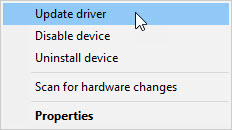 Update driver
Disable device
Uninstall device
Scan for hardware changes
Properties